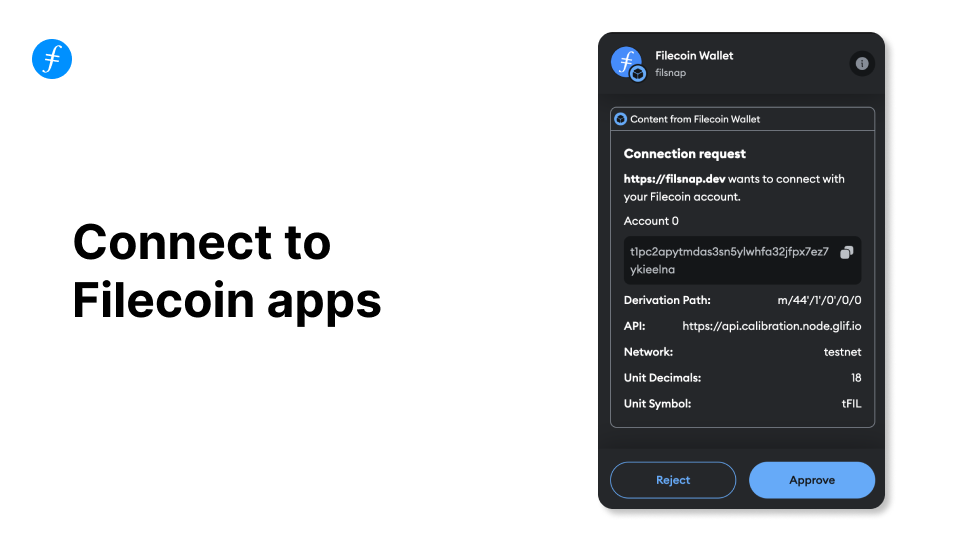 Connect to
Filecoin apps
Filecoin Wallet
filsnap
Content from Filecoin Wallet
Connection request
https://filsnap.dev wants to connect with
your Filecoin account.
Account 0
t1pc2apytmdas3sn5ylwhfa32jfpx7ez7
ykieelna
Derivation Path: m/44'/1'/0'/0/0
API: https://api.calibration.node.glif.io
Network: testnet
Unit Decimals: 18
Unit Symbol: tFIL
Reject Approve